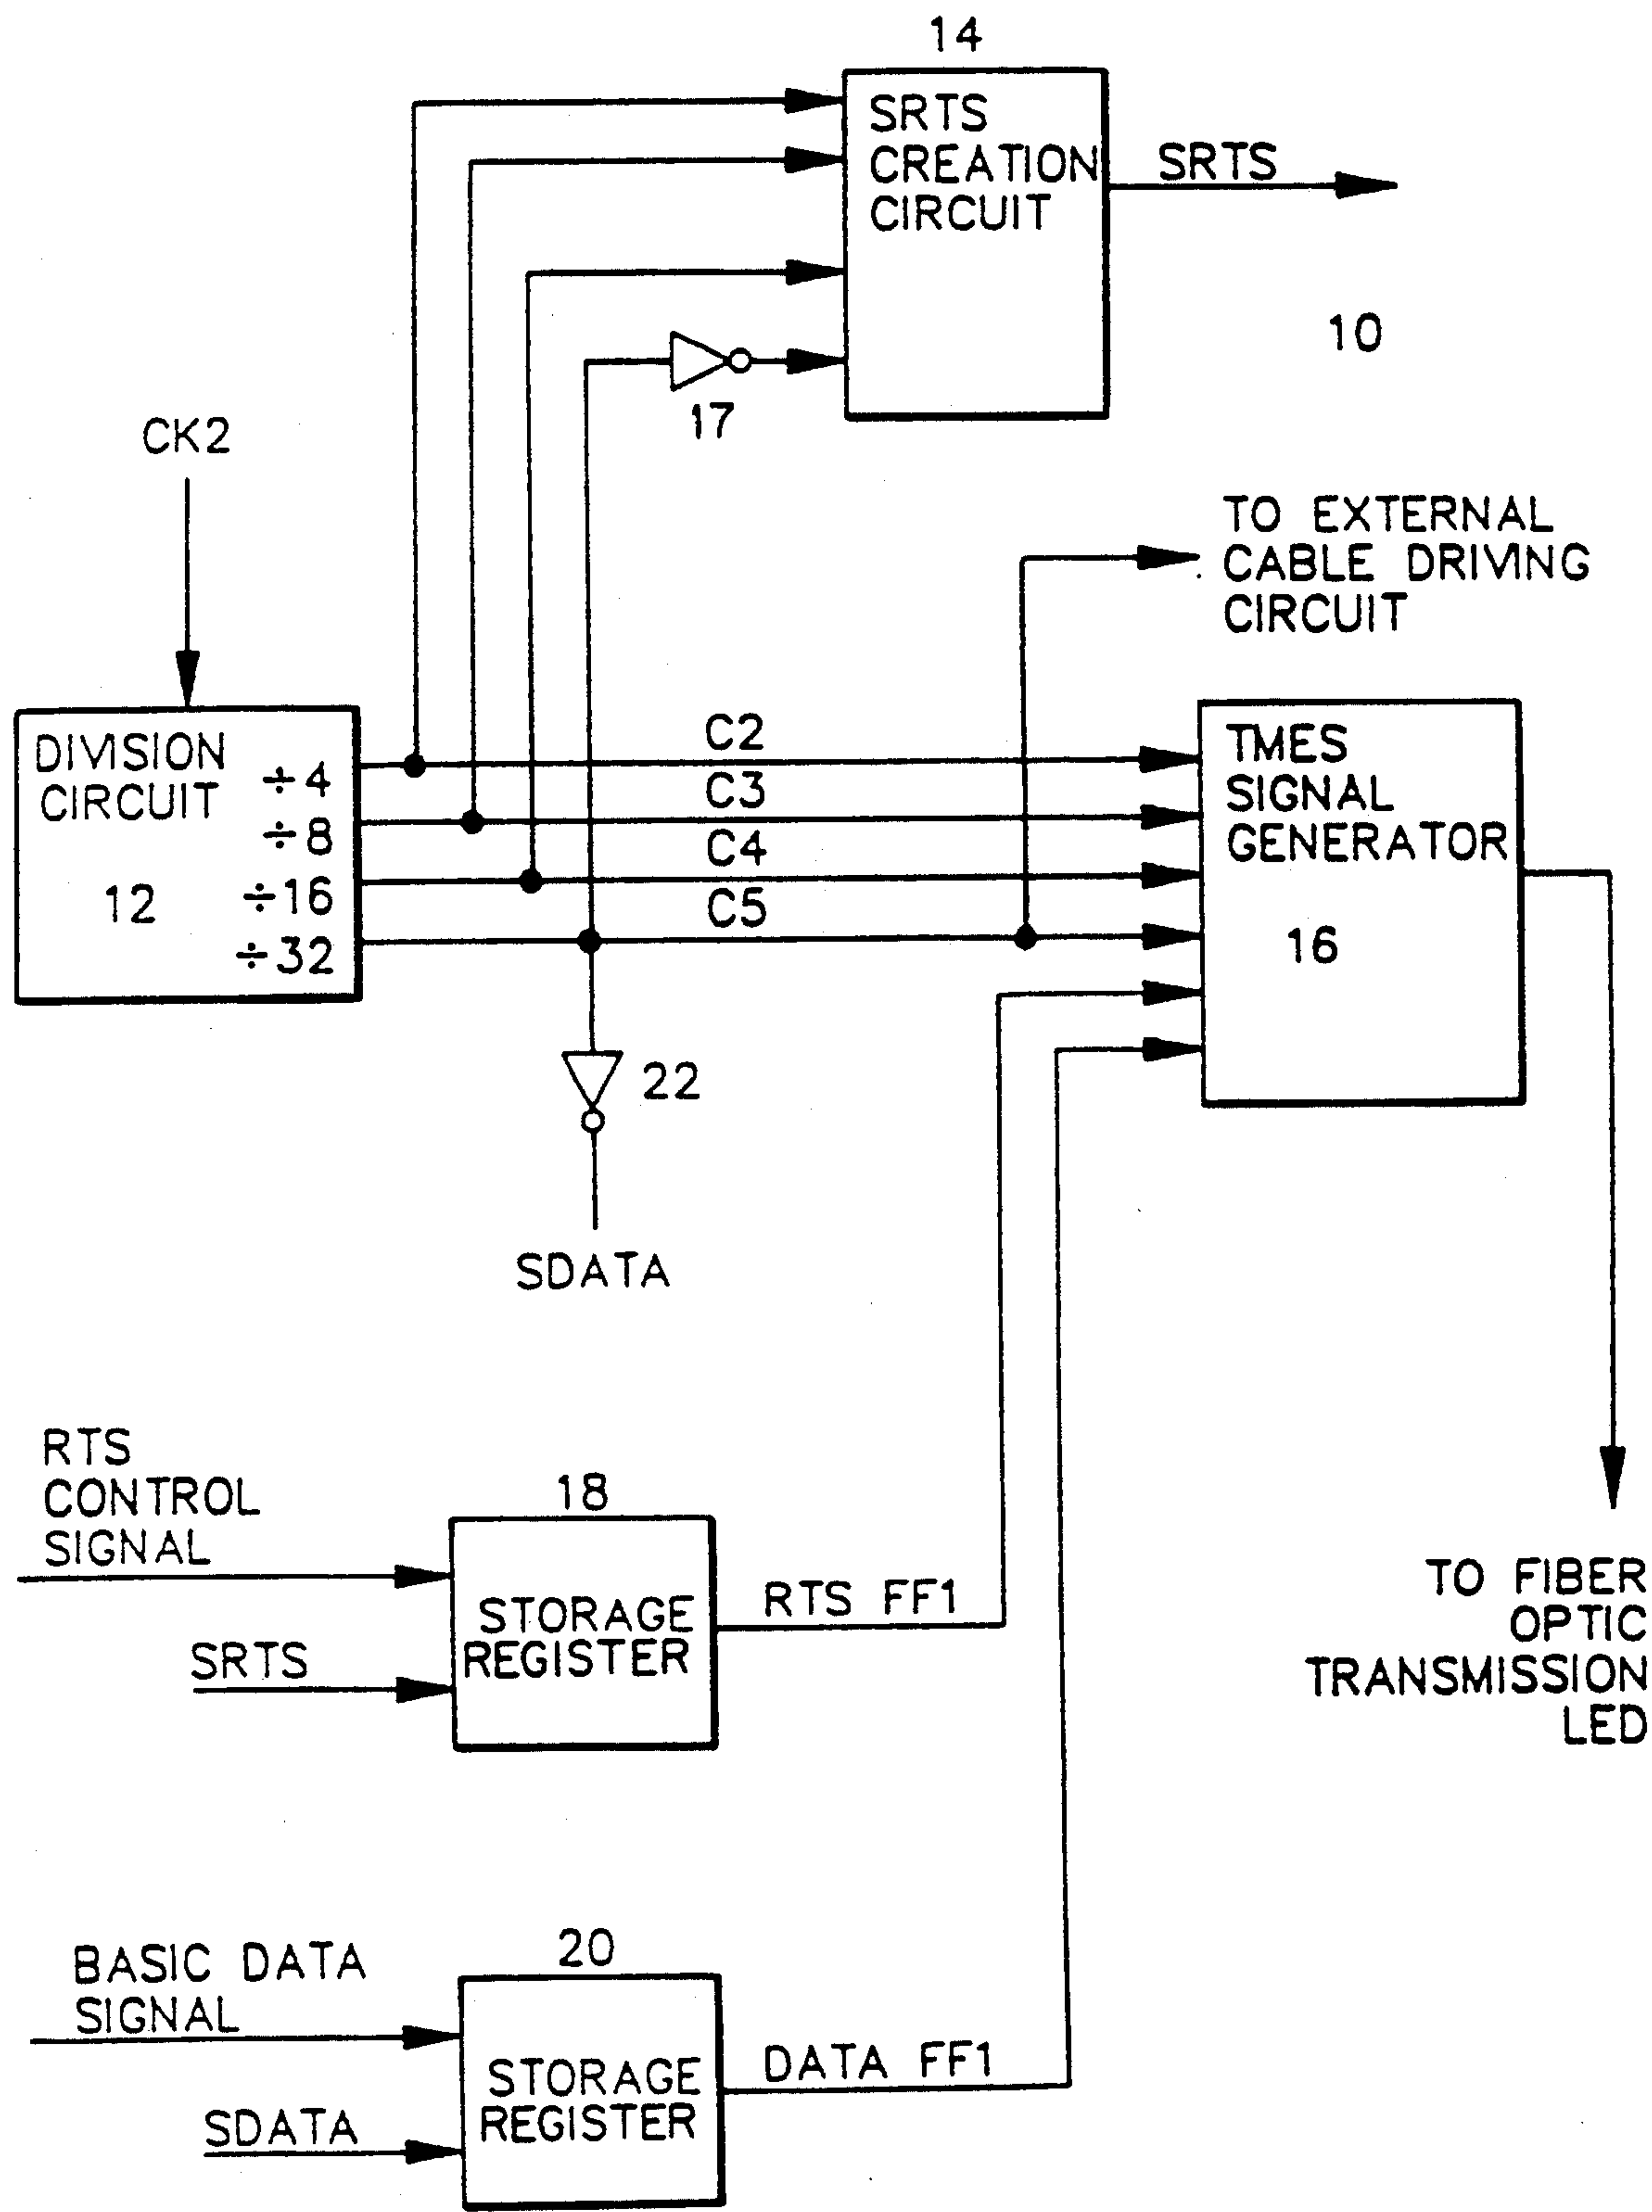 14
SRTS
CREATION
CIRCUIT
SRTS
10
17
CK2
TO EXTERNAL
CABLE DRIVING
CIRCUIT
DIVISION
CIRCUIT
÷4
÷8
÷16
÷32
12
C2
C3
C4
C5
TMES
SIGNAL
GENERATOR
16
22
SDATA
RTS
CONTROL
SIGNAL
18
STORAGE
REGISTER
SRTS
RTS FF1
TO FIBER
OPTIC
TRANSMISSION
LED
BASIC DATA
SIGNAL
20
STORAGE
REGISTER
SDATA
DATA FF1